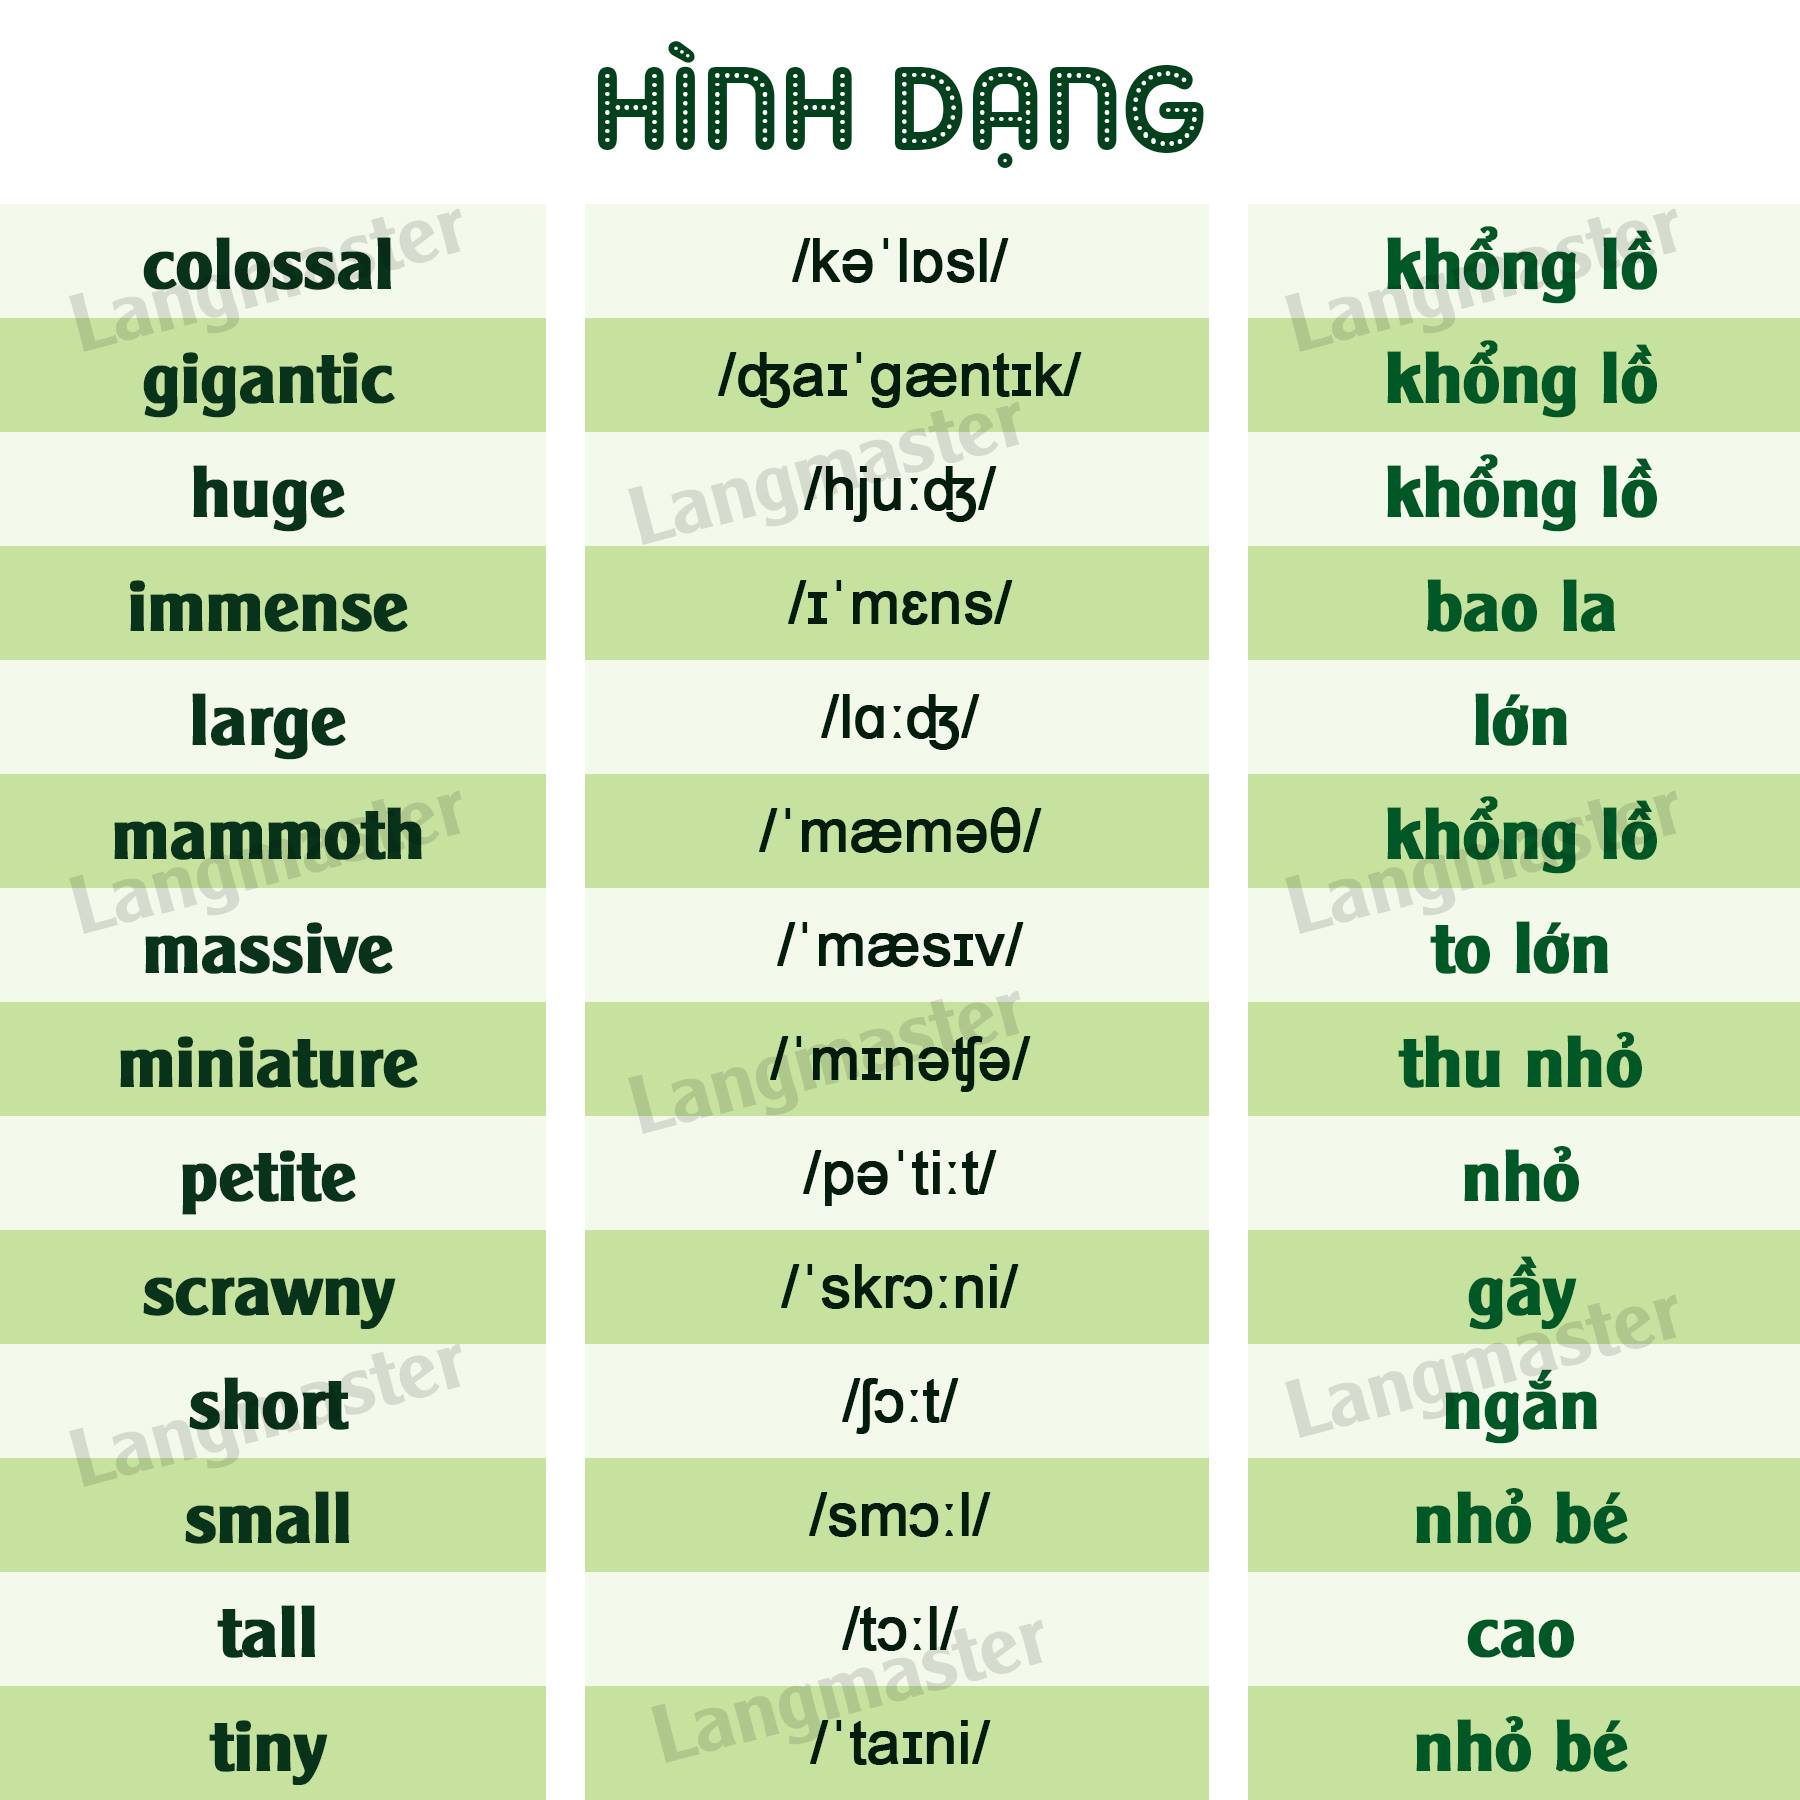 HÌNH DẠNG
colossal /kəˈlɒsl/ khổng lồ
gigantic /ʤaɪˈgæntɪk/ khổng lồ
huge /hjuːʤ/ khổng lồ
immense /ɪˈmɛns/ bao la
large /lɑːʤ/ lớn
mammoth /ˈmæməθ/ khổng lồ
massive /ˈmæsɪv/ to lớn
miniature /ˈmɪnəʧə/ thu nhỏ
petite /pəˈtiːt/ nhỏ
scrawny /ˈskrɔːni/ gầy
short /ʃɔːt/ ngắn
small /smɔːl/ nhỏ bé
tall /tɔːl/ cao
tiny /ˈtaɪni/ nhỏ bé
Langmaster
Langmaster
Langmaster
Langmaster
Langmaster
Langmaster
Langmaster
Langmaster
Langmaster